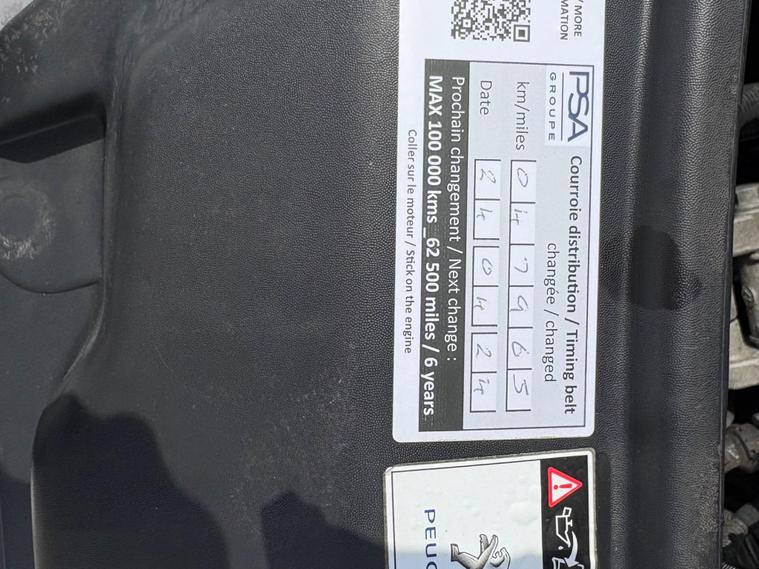 / MORE
MATION
PSA
GROUPE
Courroie distribution / Timing belt
changée / changed
km/miles 0 4 7 9 6 5
Date 2 4 0 4 2 4
Prochain changement / Next change :
MAX 100 000 kms_62 500 miles / 6 years
Coller sur le moteur / Stick on the engine
PEUG